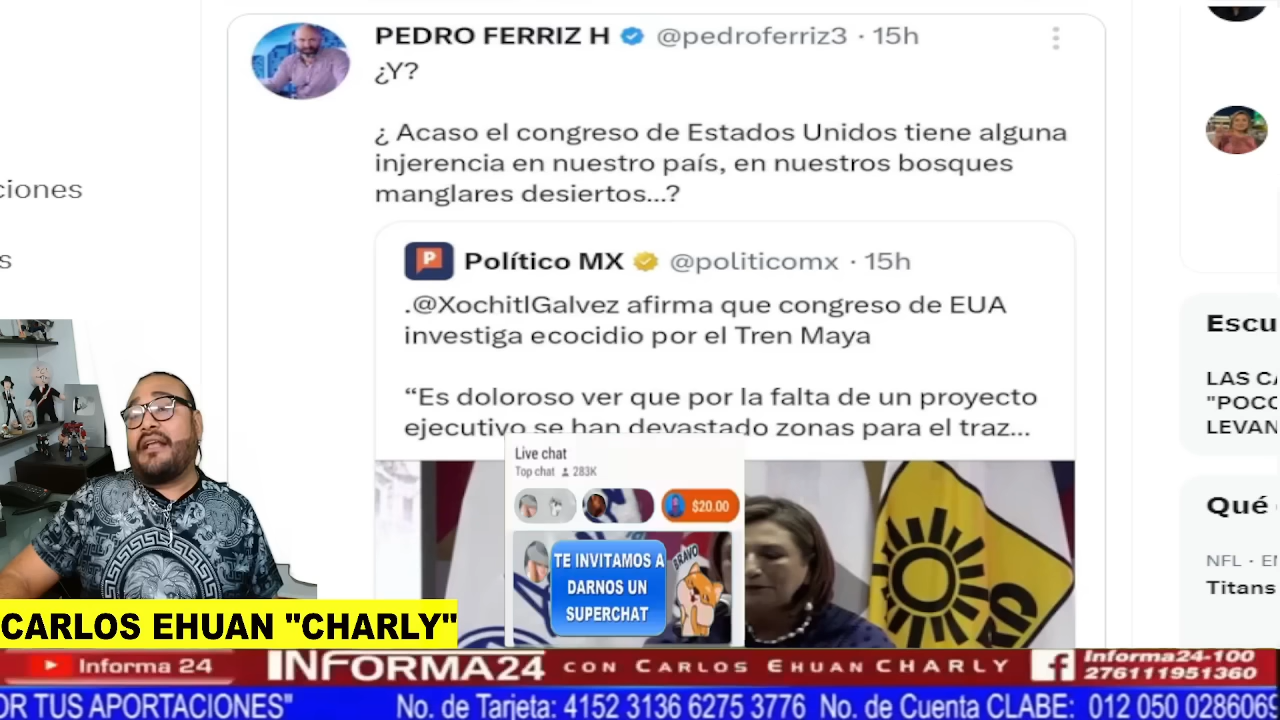 PEDRO FERRIZ H @pedroferriz3 · 15h
¿Y?
¿ Acaso el congreso de Estados Unidos tiene alguna
injerencia en nuestro país, en nuestros bosques
manglares desiertos...?
ciones
s
Político MX @politicomx · 15h
.@XochitlGalvez afirma que congreso de EUA
investiga ecocidio por el Tren Maya
“Es doloroso ver que por la falta de un proyecto
ejecutivo se han devastado zonas para el traz...
Escu
LAS CA
"POCO
LEVAN
Qué
NFL · 
Titans
Live chat
Top chat 283K
$20.00
TE INVITAMOS A
DARNOS UN
SUPERCHAT
BRAVO
PRD
CARLOS EHUAN "CHARLY"
Informa 24
INFORMA24 CON CARLOS EHUAN CHARLY
Informa24-100
276111951360
OR TUS APORTACIONES" No. de Tarjeta: 4152 3136 6275 3776 No. de Cuenta CLABE: 012 050 0286069